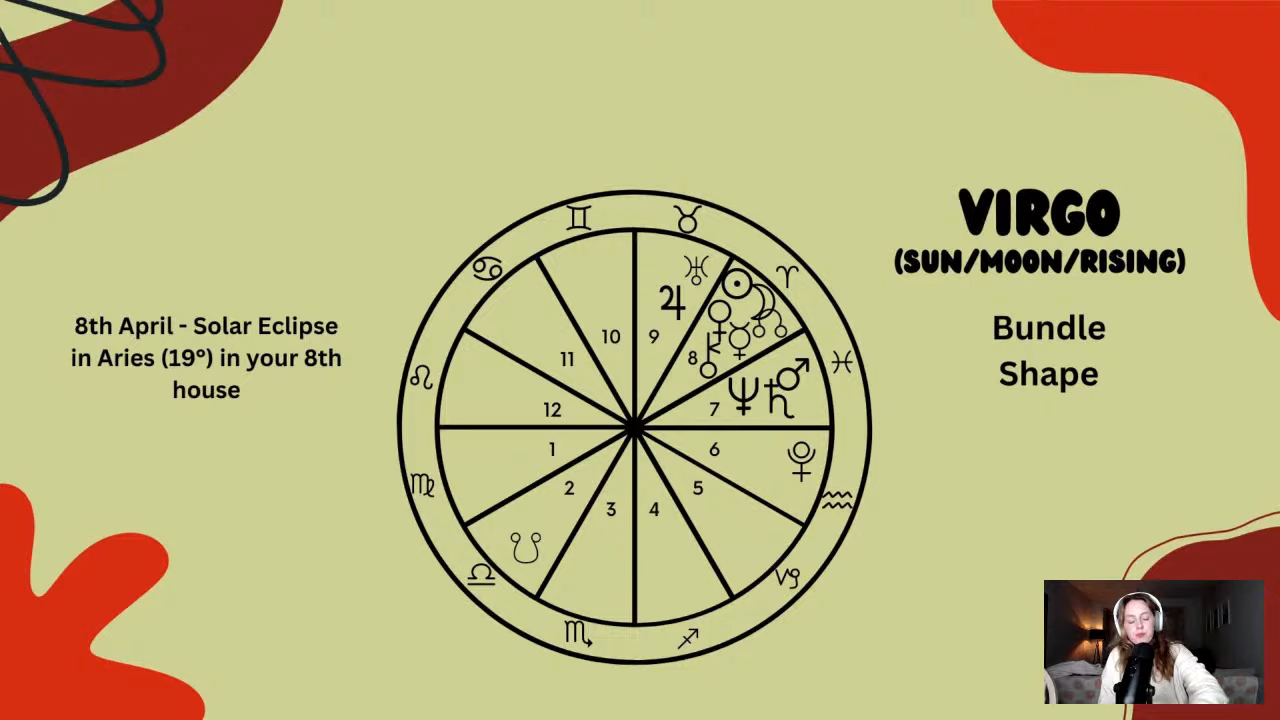 VIRGO
(SUN/MOON/RISING)
Bundle
Shape
8th April - Solar Eclipse
in Aries (19°) in your 8th
house
10
9
11
8
12
7
1
6
2
5
3
4